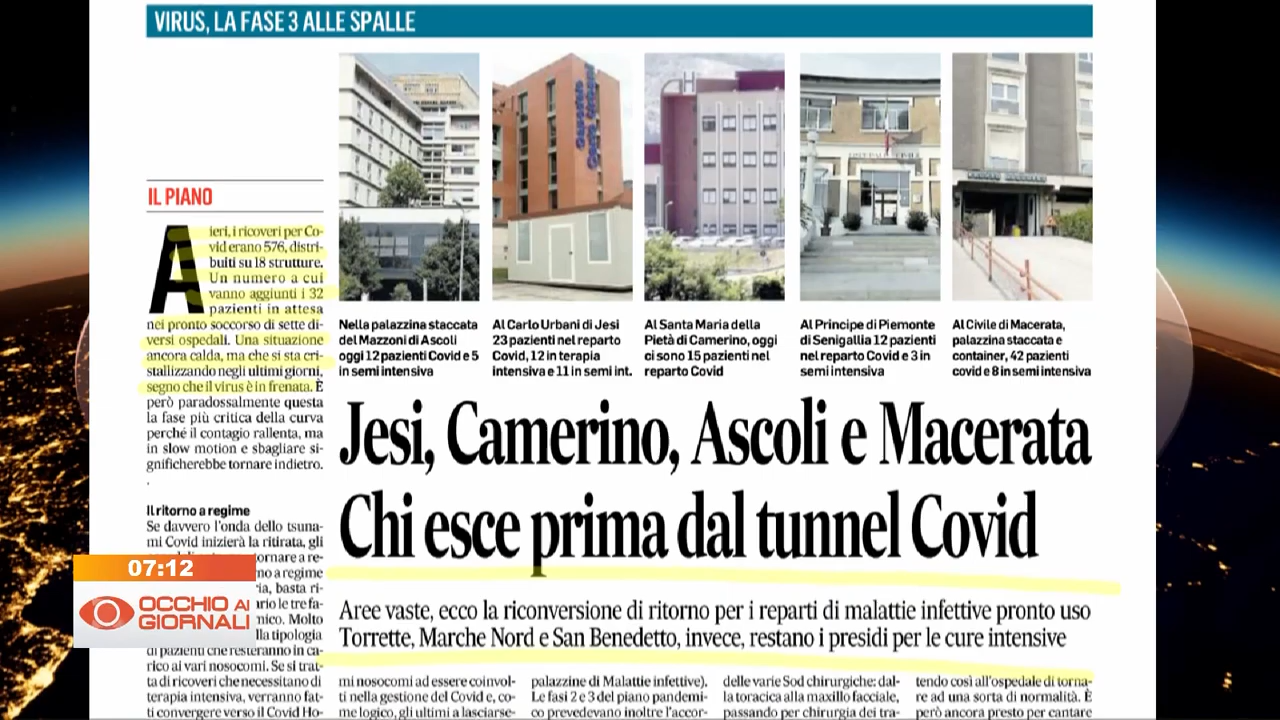 VIRUS, LA FASE 3 ALLE SPALLE
IL PIANO
A
ieri, i ricoveri per Co-
vid erano 576, distri-
buiti su 18 strutture.
Un numero a cui
vanno aggiunti i 32
pazienti in attesa
nei pronto soccorso di sette di-
versi ospedali. Una situazione
ancora calda, ma che si sta cri-
stallizzando negli ultimi giorni,
segno che il virus è in frenata. È
però paradossalmente questa
la fase più critica della curva
perché il contagio rallenta, ma
in slow motion e sbagliare si-
gnificherebbe tornare indietro.
.
Il ritorno a regime
Se davvero l'onda dello tsuna-
mi Covid inizierà la ritirata, gli
ornare a re-
no a regime
ria, basta ri-
ario le tre fa-
mico. Molto
lla tipologia
di pazienti che resteranno in ca-
rico ai vari nosocomi. Se si trat-
ta di ricoveri che necessitano di
terapia intensiva, verranno fat-
ti convergere verso il Covid Ho-
Nella palazzina staccata
del Mazzoni di Ascoli
oggi 12 pazienti Covid e 5
in semi intensiva
Al Carlo Urbani di Jesi
23 pazienti nel reparto
Covid, 12 in terapia
intensiva e 11 in semi int.
Al Santa Maria della
Pietà di Camerino, oggi
ci sono 15 pazienti nel
reparto Covid
Al Principe di Piemonte
di Senigallia 12 pazienti
nel reparto Covid e 3 in
semi intensiva
Al Civile di Macerata,
palazzina staccata e
container, 42 pazienti
covid e 8 in semi intensiva
Jesi, Camerino, Ascoli e Macerata
Chi esce prima dal tunnel Covid
Aree vaste, ecco la riconversione di ritorno per i reparti di malattie infettive pronto uso
Torrette, Marche Nord e San Benedetto, invece, restano i presidi per le cure intensive
mi nosocomi ad essere coinvol-
ti nella gestione del Covid e, co-
me logico, gli ultimi a lasciarse-
palazzine di Malattie infettive).
Le fasi 2 e 3 del piano pandemi-
co prevedevano inoltre l'accor-
delle varie Sod chirurgiche: dal-
la toracica alla maxillo facciale,
passando per chirurgia dei tra-
tendo così all'ospedale di torna-
re ad una sorta di normalità. È
però ancora presto per cantare
07:12
OCCHIO AI
GIORNALI